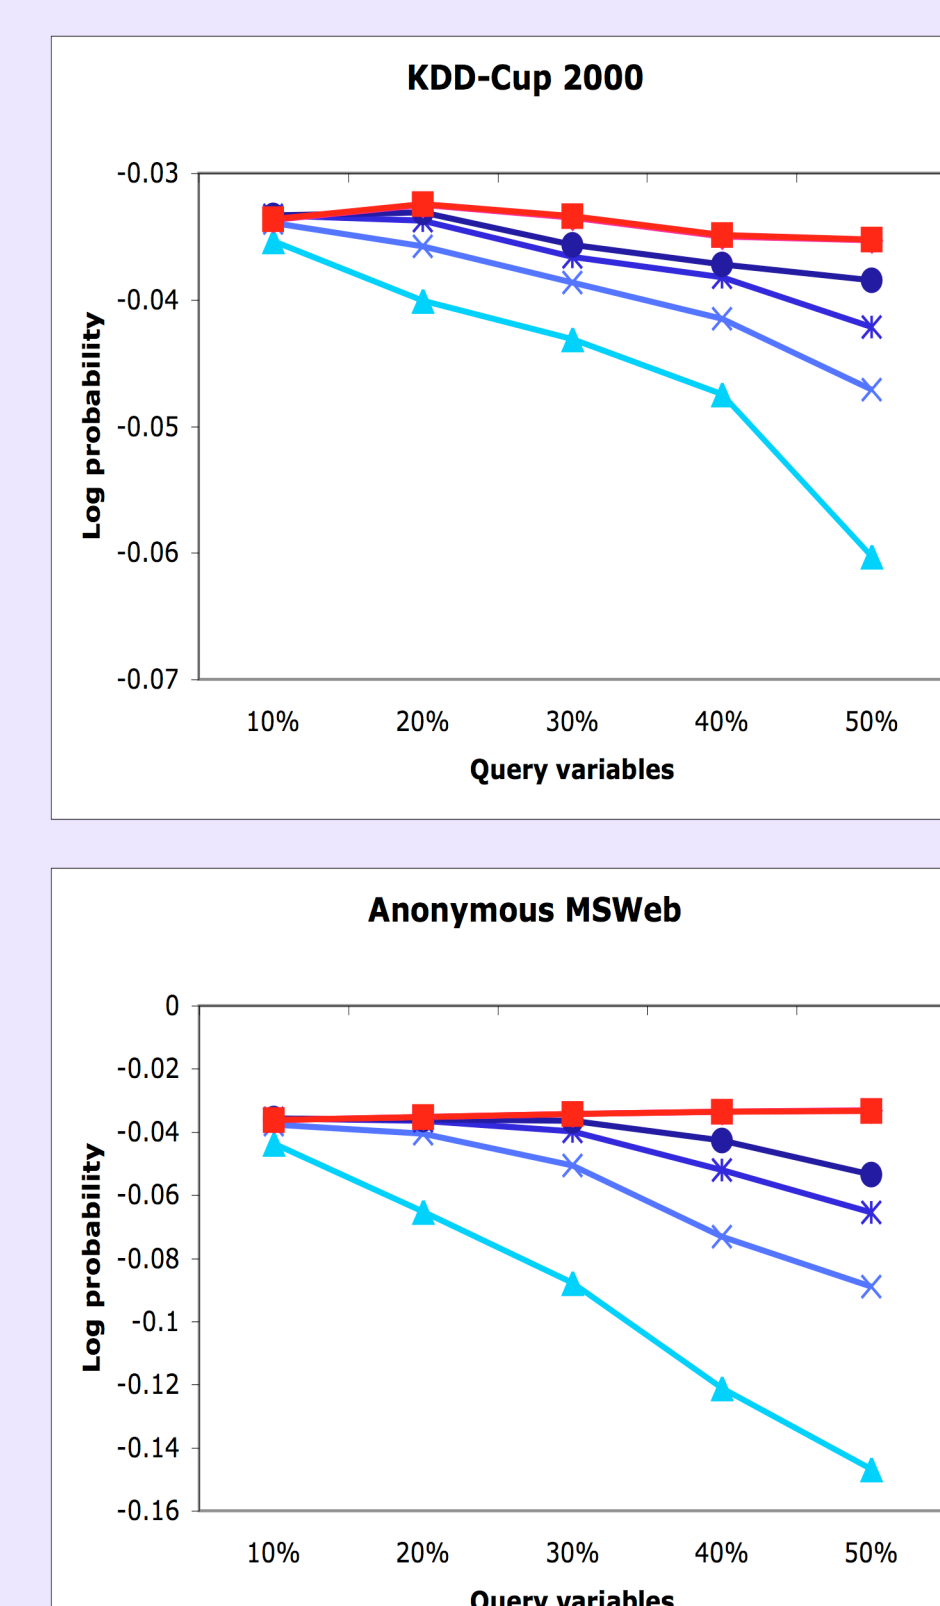 KDD-Cup 2000
-0.03
-0.04
-0.05
-0.06
-0.07
Log probability
10% 20% 30% 40% 50%
Query variables
Anonymous MSWeb
0
-0.02
-0.04
-0.06
-0.08
-0.1
-0.12
-0.14
-0.16
Log probability
10% 20% 30% 40% 50%
Query variables